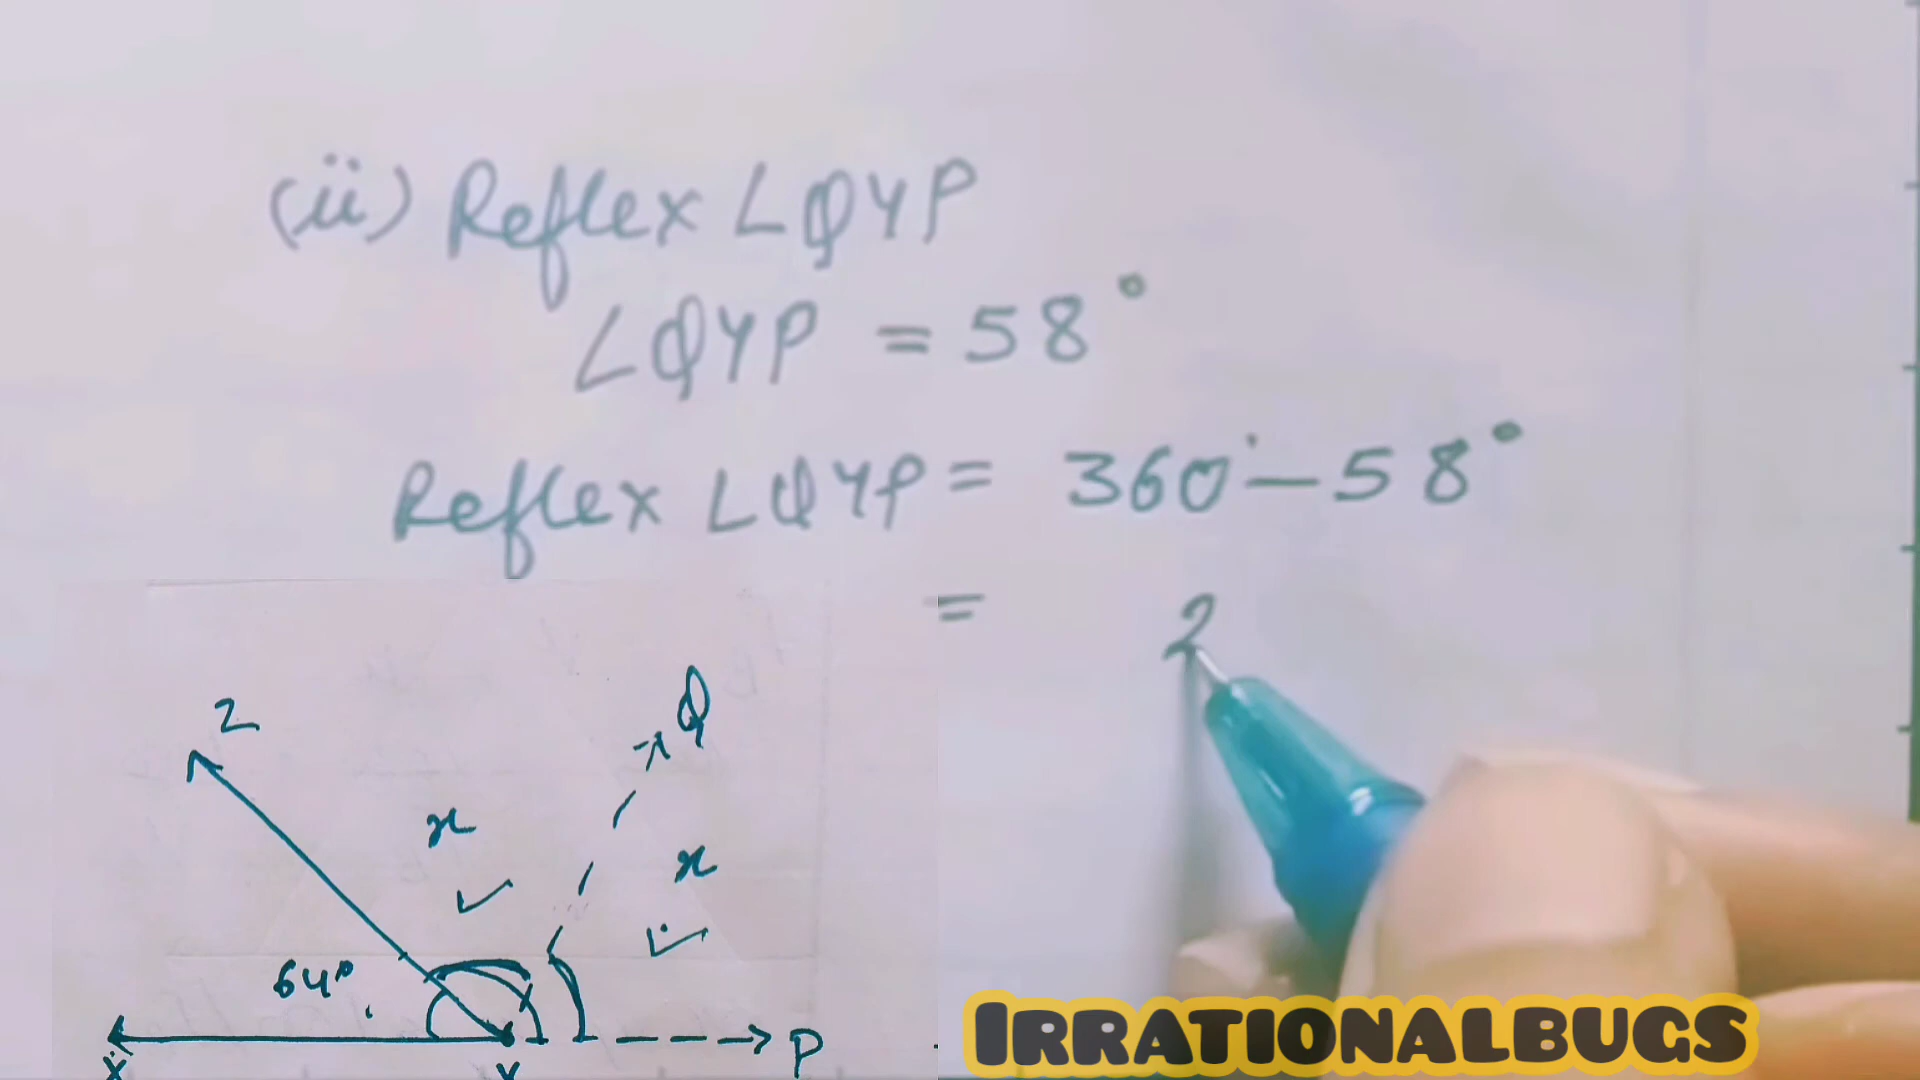 (ii) Reflex ∠QYP
∠QYP = 58°
Reflex ∠QYP = 360° - 58°
= 2
Z
Q
x
x
64°
X
Y
P
IRRATIONALBUGS